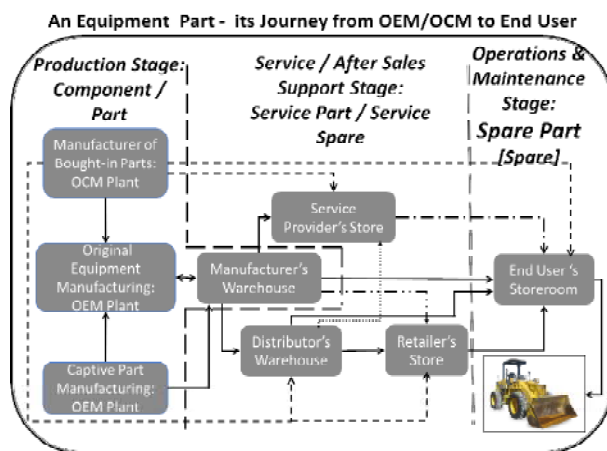 An Equipment Part - its Journey from OEM/OCM to End User
Production Stage:
Component /
Part
Service / After Sales
Support Stage:
Service Part / Service
Spare
Operations &
Maintenance
Stage:
Spare Part
[Spare]
Manufacturer of
Bought-in Parts:
OCM Plant
Service
Provider's Store
Original
Equipment
Manufacturing:
OEM Plant
Manufacturer's
Warehouse
End User 's
Storeroom
Distributor's
Warehouse
Retailer's
Store
Captive Part
Manufacturing:
OEM Plant